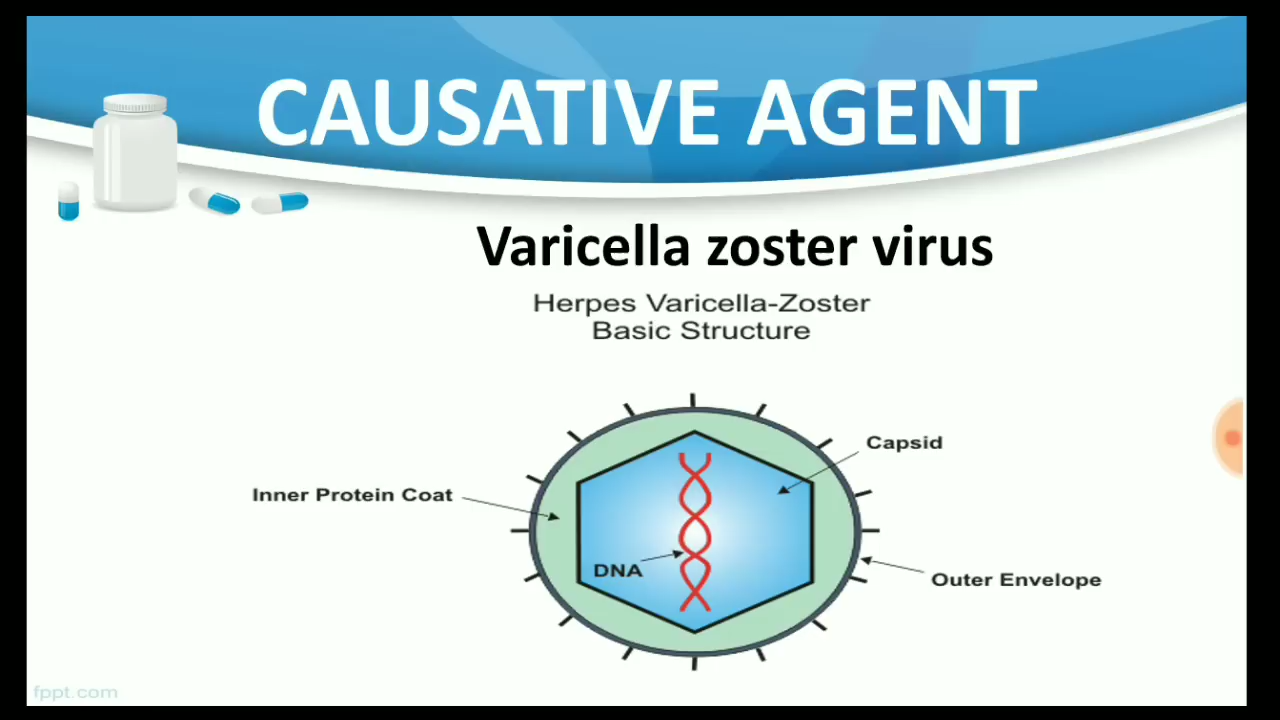 CAUSATIVE AGENT
Varicella zoster virus
Herpes Varicella-Zoster
Basic Structure
Capsid
Inner Protein Coat
DNA
Outer Envelope
fppt.com